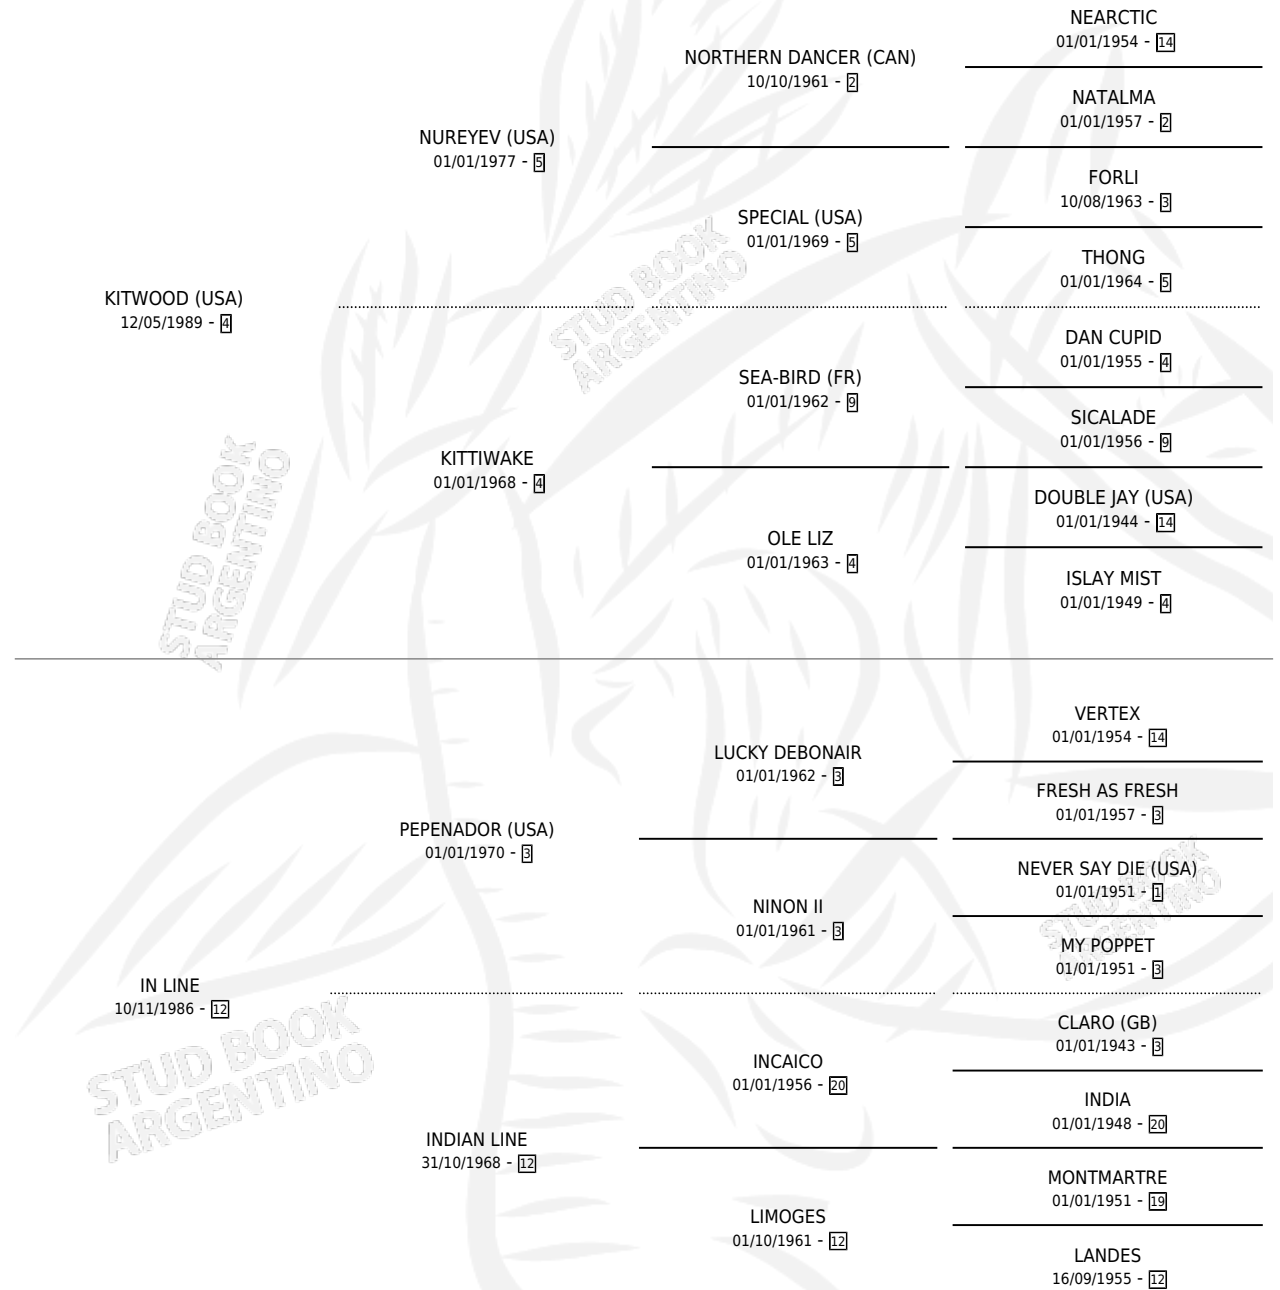 NEARCTIC
01/01/1954 - 14
NORTHERN DANCER (CAN)
10/10/1961 - 2
NATALMA
01/01/1957 - 2
NUREYEV (USA)
01/01/1977 - 5
FORLI
10/08/1963 - 3
SPECIAL (USA)
01/01/1969 - 5
THONG
01/01/1964 - 5
KITWOOD (USA)
12/05/1989 - 4
DAN CUPID
01/01/1955 - 4
SEA-BIRD (FR)
01/01/1962 - 9
SICALADE
01/01/1956 - 9
KITTIWAKE
01/01/1968 - 4
DOUBLE JAY (USA)
01/01/1944 - 14
OLE LIZ
01/01/1963 - 4
ISLAY MIST
01/01/1949 - 4
VERTEX
01/01/1954 - 14
LUCKY DEBONAIR
01/01/1962 - 3
FRESH AS FRESH
01/01/1957 - 3
PEPENADOR (USA)
01/01/1970 - 3
NEVER SAY DIE (USA)
01/01/1951 - 1
NINON II
01/01/1961 - 3
MY POPPET
01/01/1951 - 3
IN LINE
10/11/1986 - 12
CLARO (GB)
01/01/1943 - 3
INCAICO
01/01/1956 - 20
INDIA
01/01/1948 - 20
INDIAN LINE
31/10/1968 - 12
MONTMARTRE
01/01/1951 - 19
LIMOGES
01/10/1961 - 12
LANDES
16/09/1955 - 12
STUD BOOK
ARGENTINO
STUD BOOK
ARGENTINO
STUD BOOK
ARGENTINO
STUD BOOK
ARGENTINO